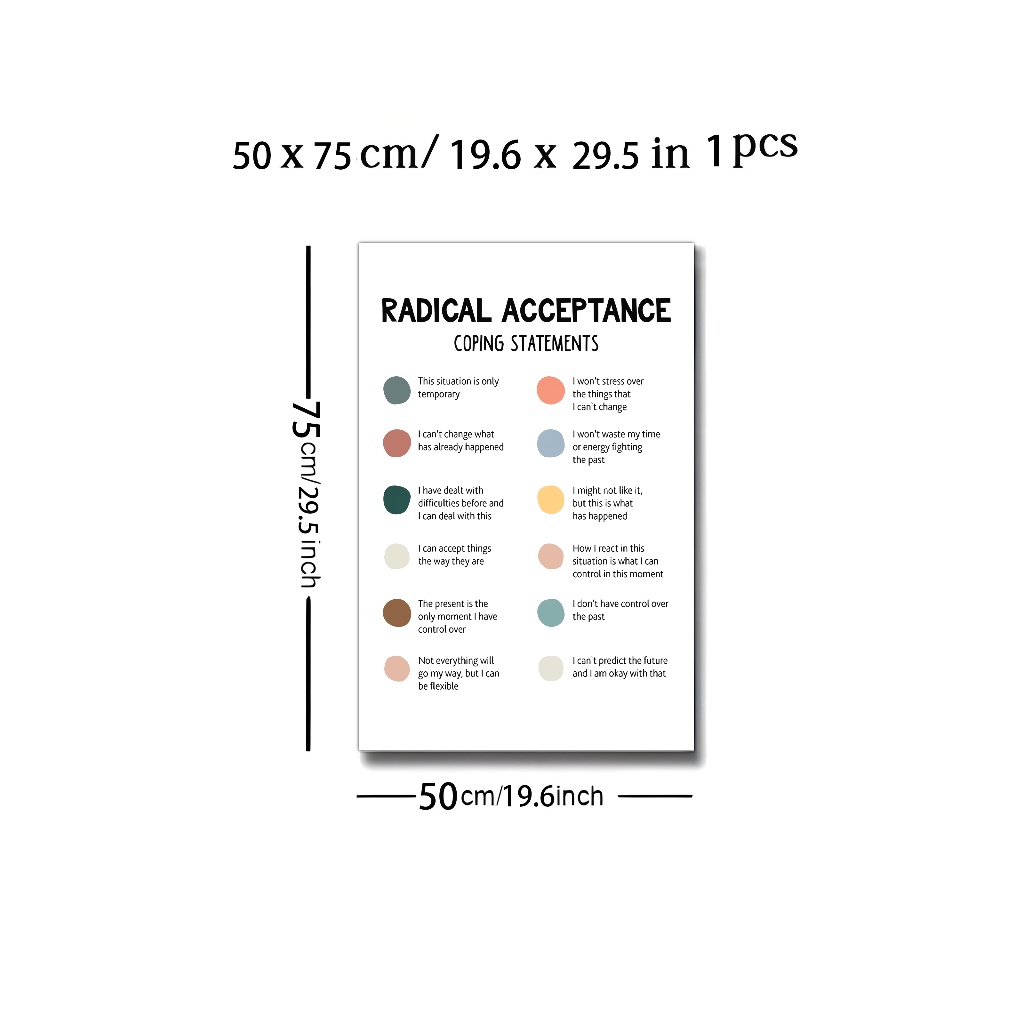 50 x 75 cm/ 19.6 x 29.5 in 1 pcs
75cm/29.5 inch
RADICAL ACCEPTANCE
COPING STATEMENTS
This situation is only
temporary
I can't change what
has already happened
I have dealt with
difficulties before and
I can deal with this
I can accept things
the way they are
The present is the
only moment I have
control over
Not everything will
go my way, but I can
be flexible
I won't stress over
the things that
I can't change
I won't waste my time
or energy fighting
the past
I might not like it,
but this is what
has happened
How I react in this
situation is what I can
control in this moment
I don't have control over
the past
I can't predict the future
and I am okay with that
50cm/19.6inch